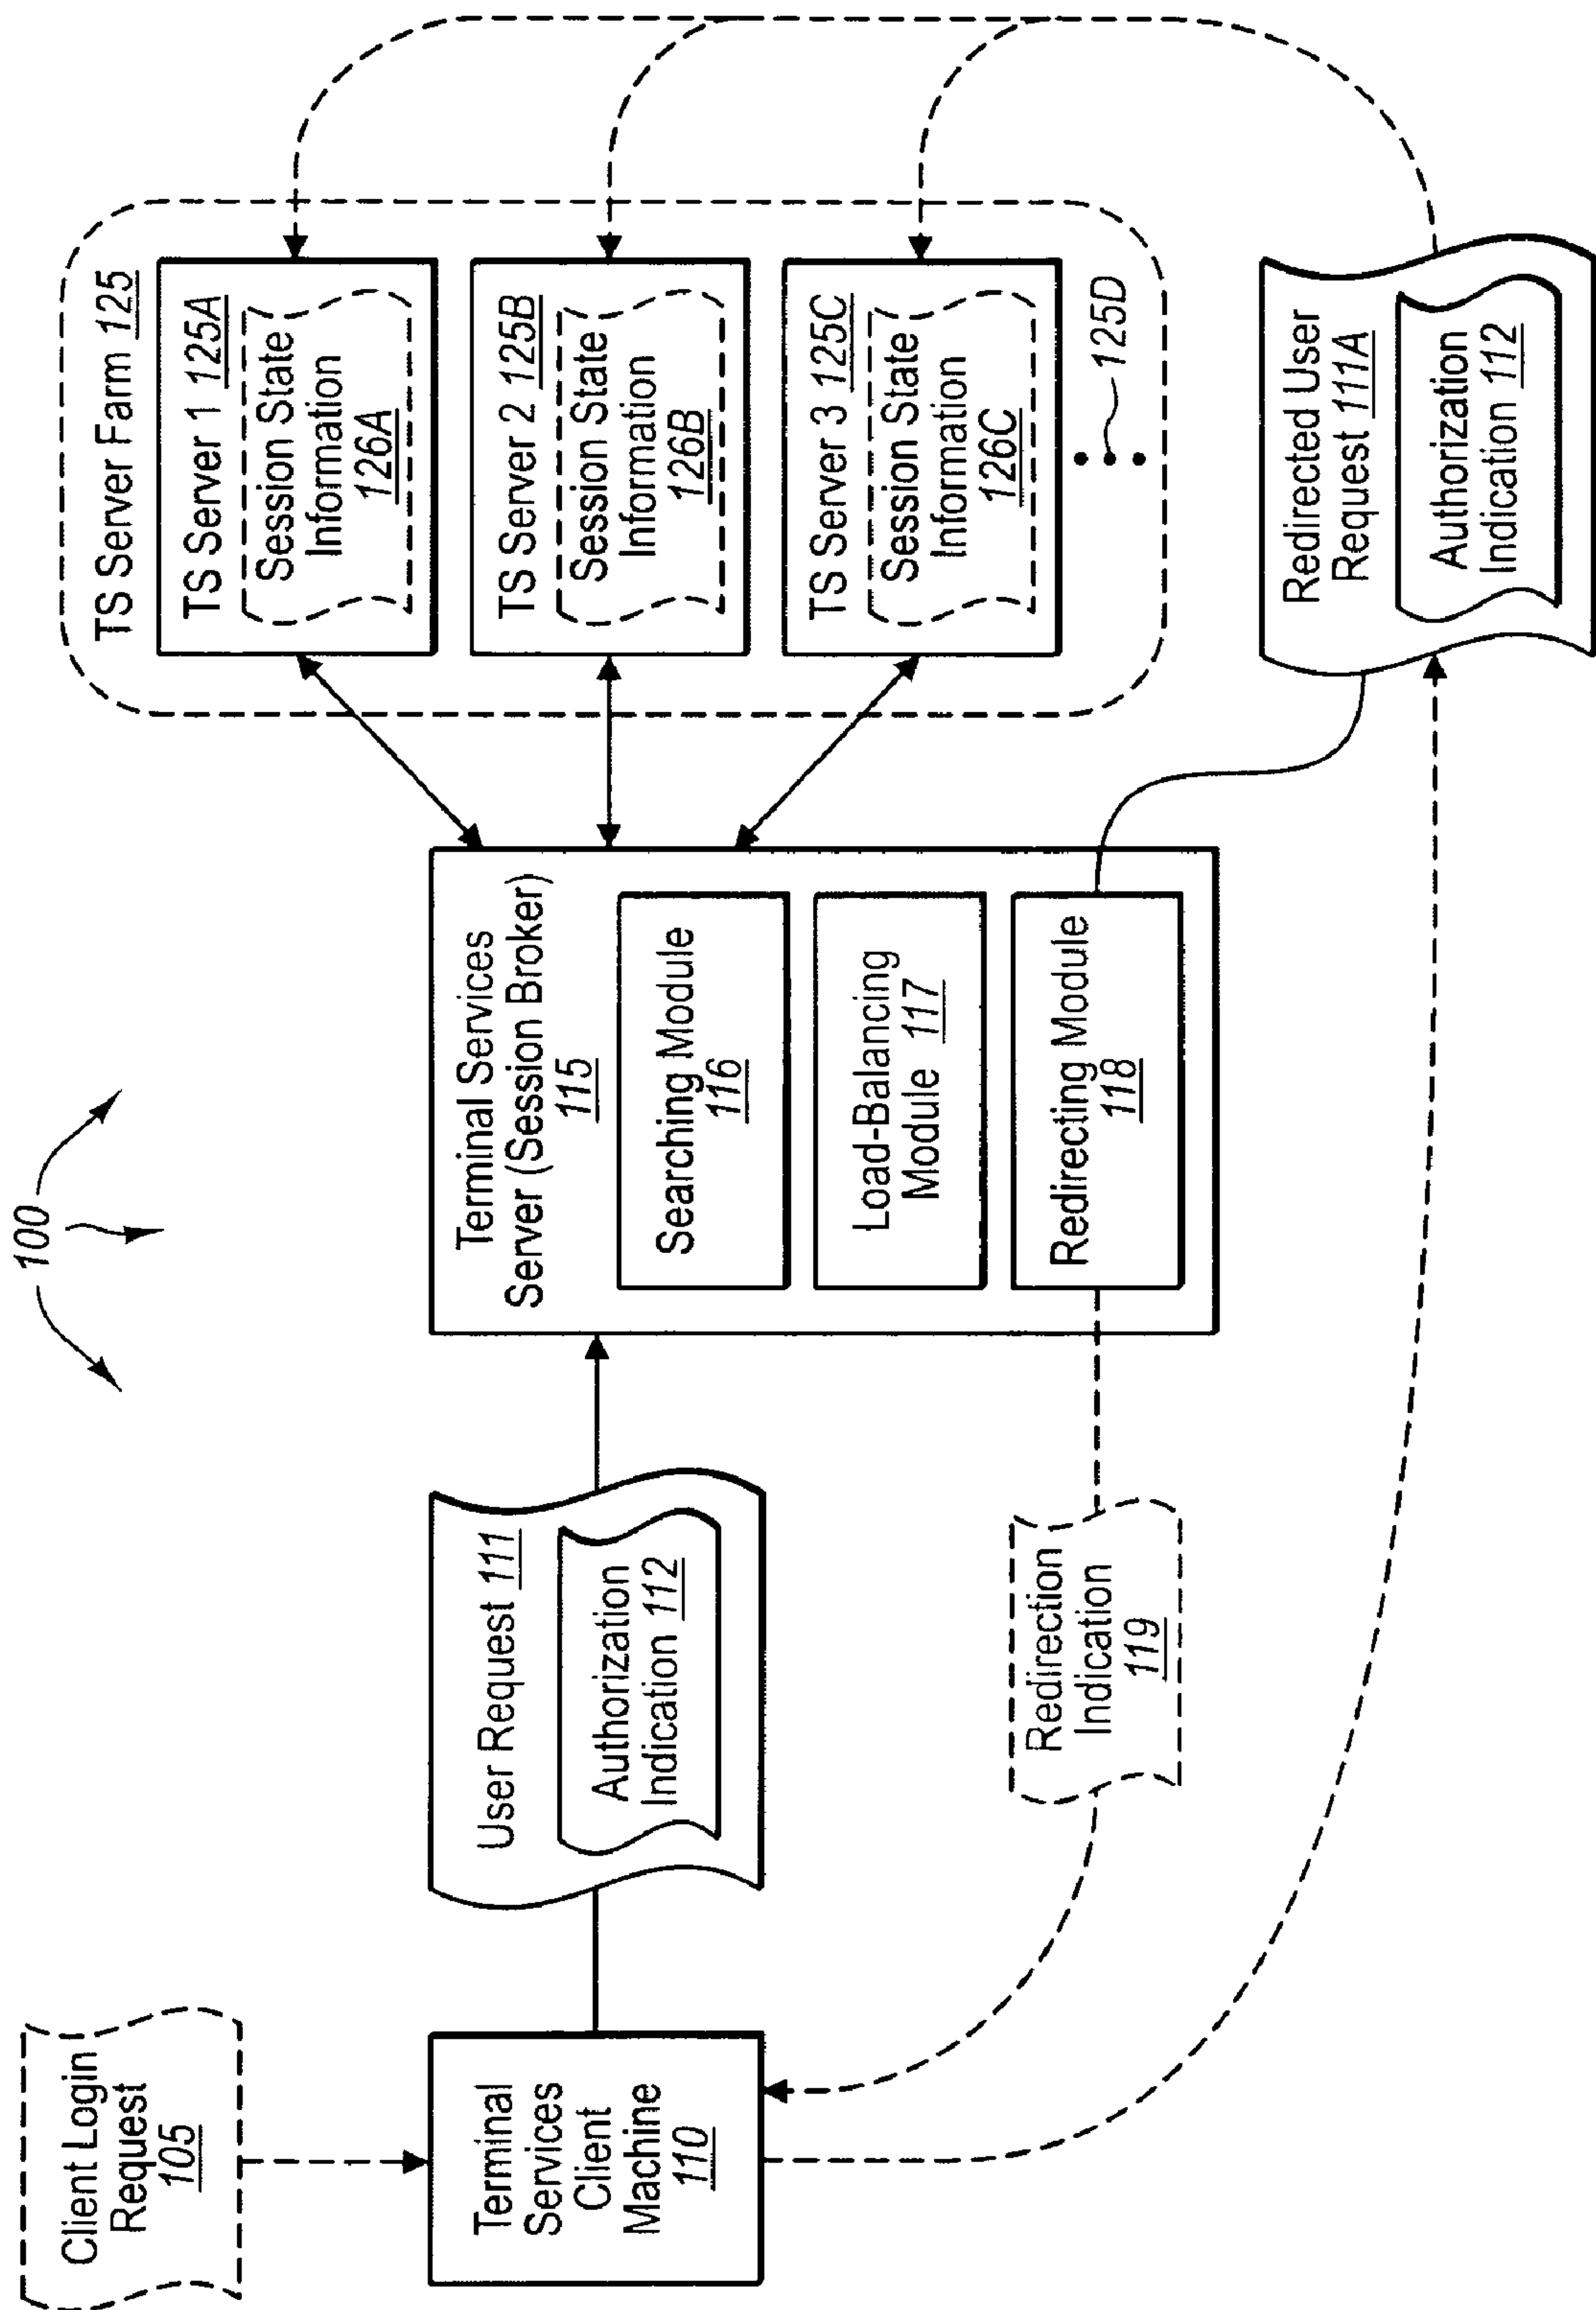 100
Client Login
Request
105
Terminal
Services
Client
Machine
110
User Request 111
Authorization
Indication 112
Redirection
Indication
119
Terminal Services
Server (Session Broker)
115
Searching Module
116
Load-Balancing
Module 117
Redirecting Module
118
TS Server Farm 125
TS Server 1 125A
Session State
Information
126A
TS Server 2 125B
Session State
Information
126B
TS Server 3 125C
Session State
Information
126C
125D
Redirected User
Request 111A
Authorization
Indication 112